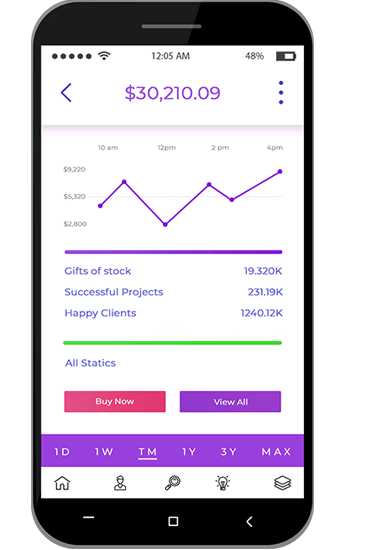 12:05 AM 48%
$30,210.09
10 am 12pm 2 pm 4pm
$9,220
$5,320
$2,800
Gifts of stock 19.320K
Successful Projects 231.19K
Happy Clients 1240.12K
All Statics
Buy Now View All
1D 1W TM 1Y 3Y MAX